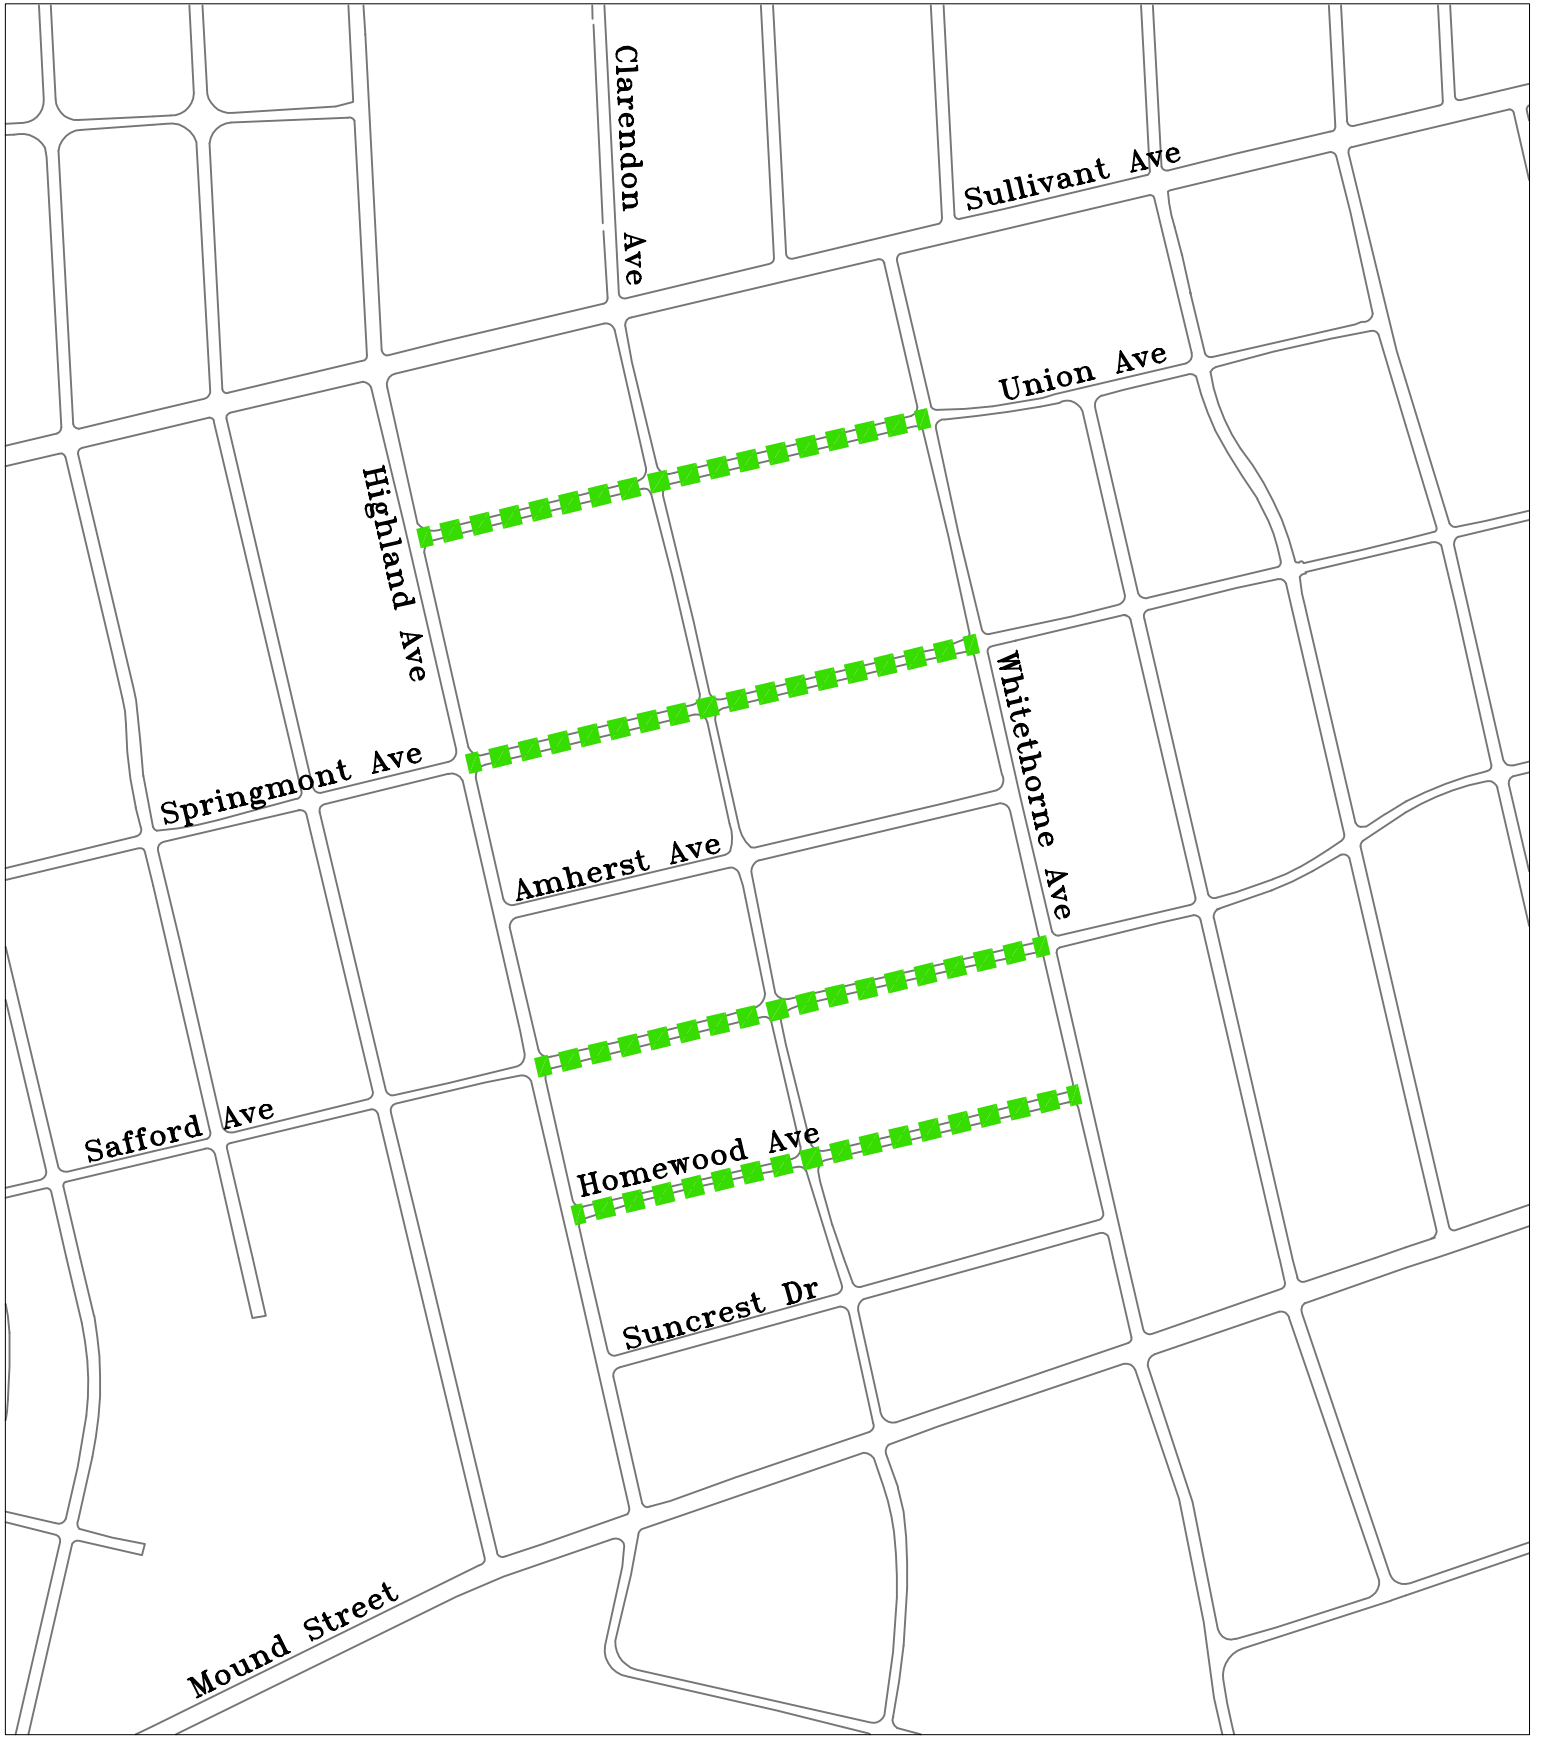 Clarendon Ave
Sullivant Ave
Union Ave
Highland Ave
Whitethorne Ave
Springmont Ave
Amherst Ave
Safford Ave
Homewood Ave
Suncrest Dr
Mound Street